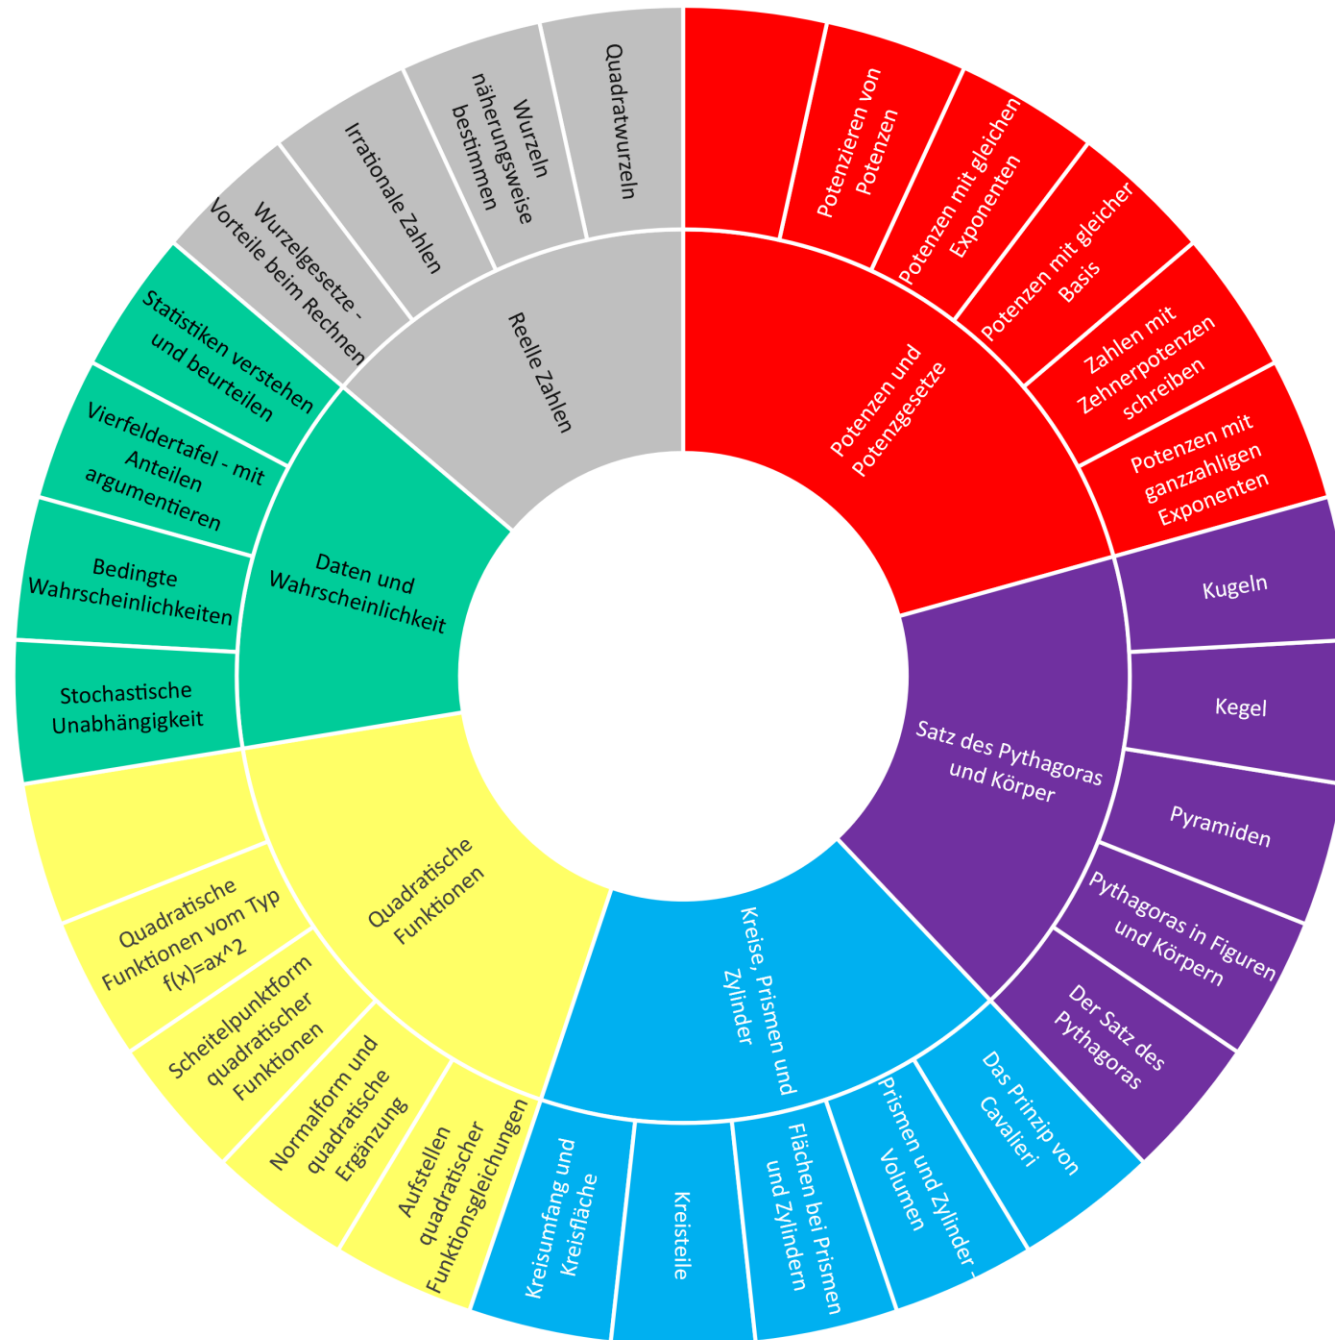 Potenzen und
Potenzgesetze
Potenzieren von
Potenzen
Potenzen mit gleichen
Exponenten
Potenzen mit gleicher
Basis
Zahlen mit
Zehnerpotenzen
schreiben
Potenzen mit
ganzzahligen
Exponenten
Satz des Pythagoras
und Körper
Kugeln
Kegel
Pyramiden
Pythagoras in Figuren
und Körpern
Der Satz des
Pythagoras
Kreise, Prismen und
Zylinder
Das Prinzip von
Cavalieri
Prismen und Zylinder -
Volumen
Flächen bei Prismen
und Zylindern
Kreisteile
Kreisumfang und
Kreisfläche
Quadratische
Funktionen
Aufstellen
quadratischer
Funktionsgleichungen
Normalform und
quadratische
Ergänzung
Scheitelpunktform
quadratischer
Funktionen
Quadratische
Funktionen vom Typ
f(x)=ax^2
Daten und
Wahrscheinlichkeit
Stochastische
Unabhängigkeit
Bedingte
Wahrscheinlichkeiten
Vierfeldertafel - mit
Anteilen
argumentieren
Statistiken verstehen
und beurteilen
Reelle Zahlen
Wurzelgesetze -
Vorteile beim Rechnen
Irrationale Zahlen
Wurzeln
näherungsweise
bestimmen
Quadratwurzeln